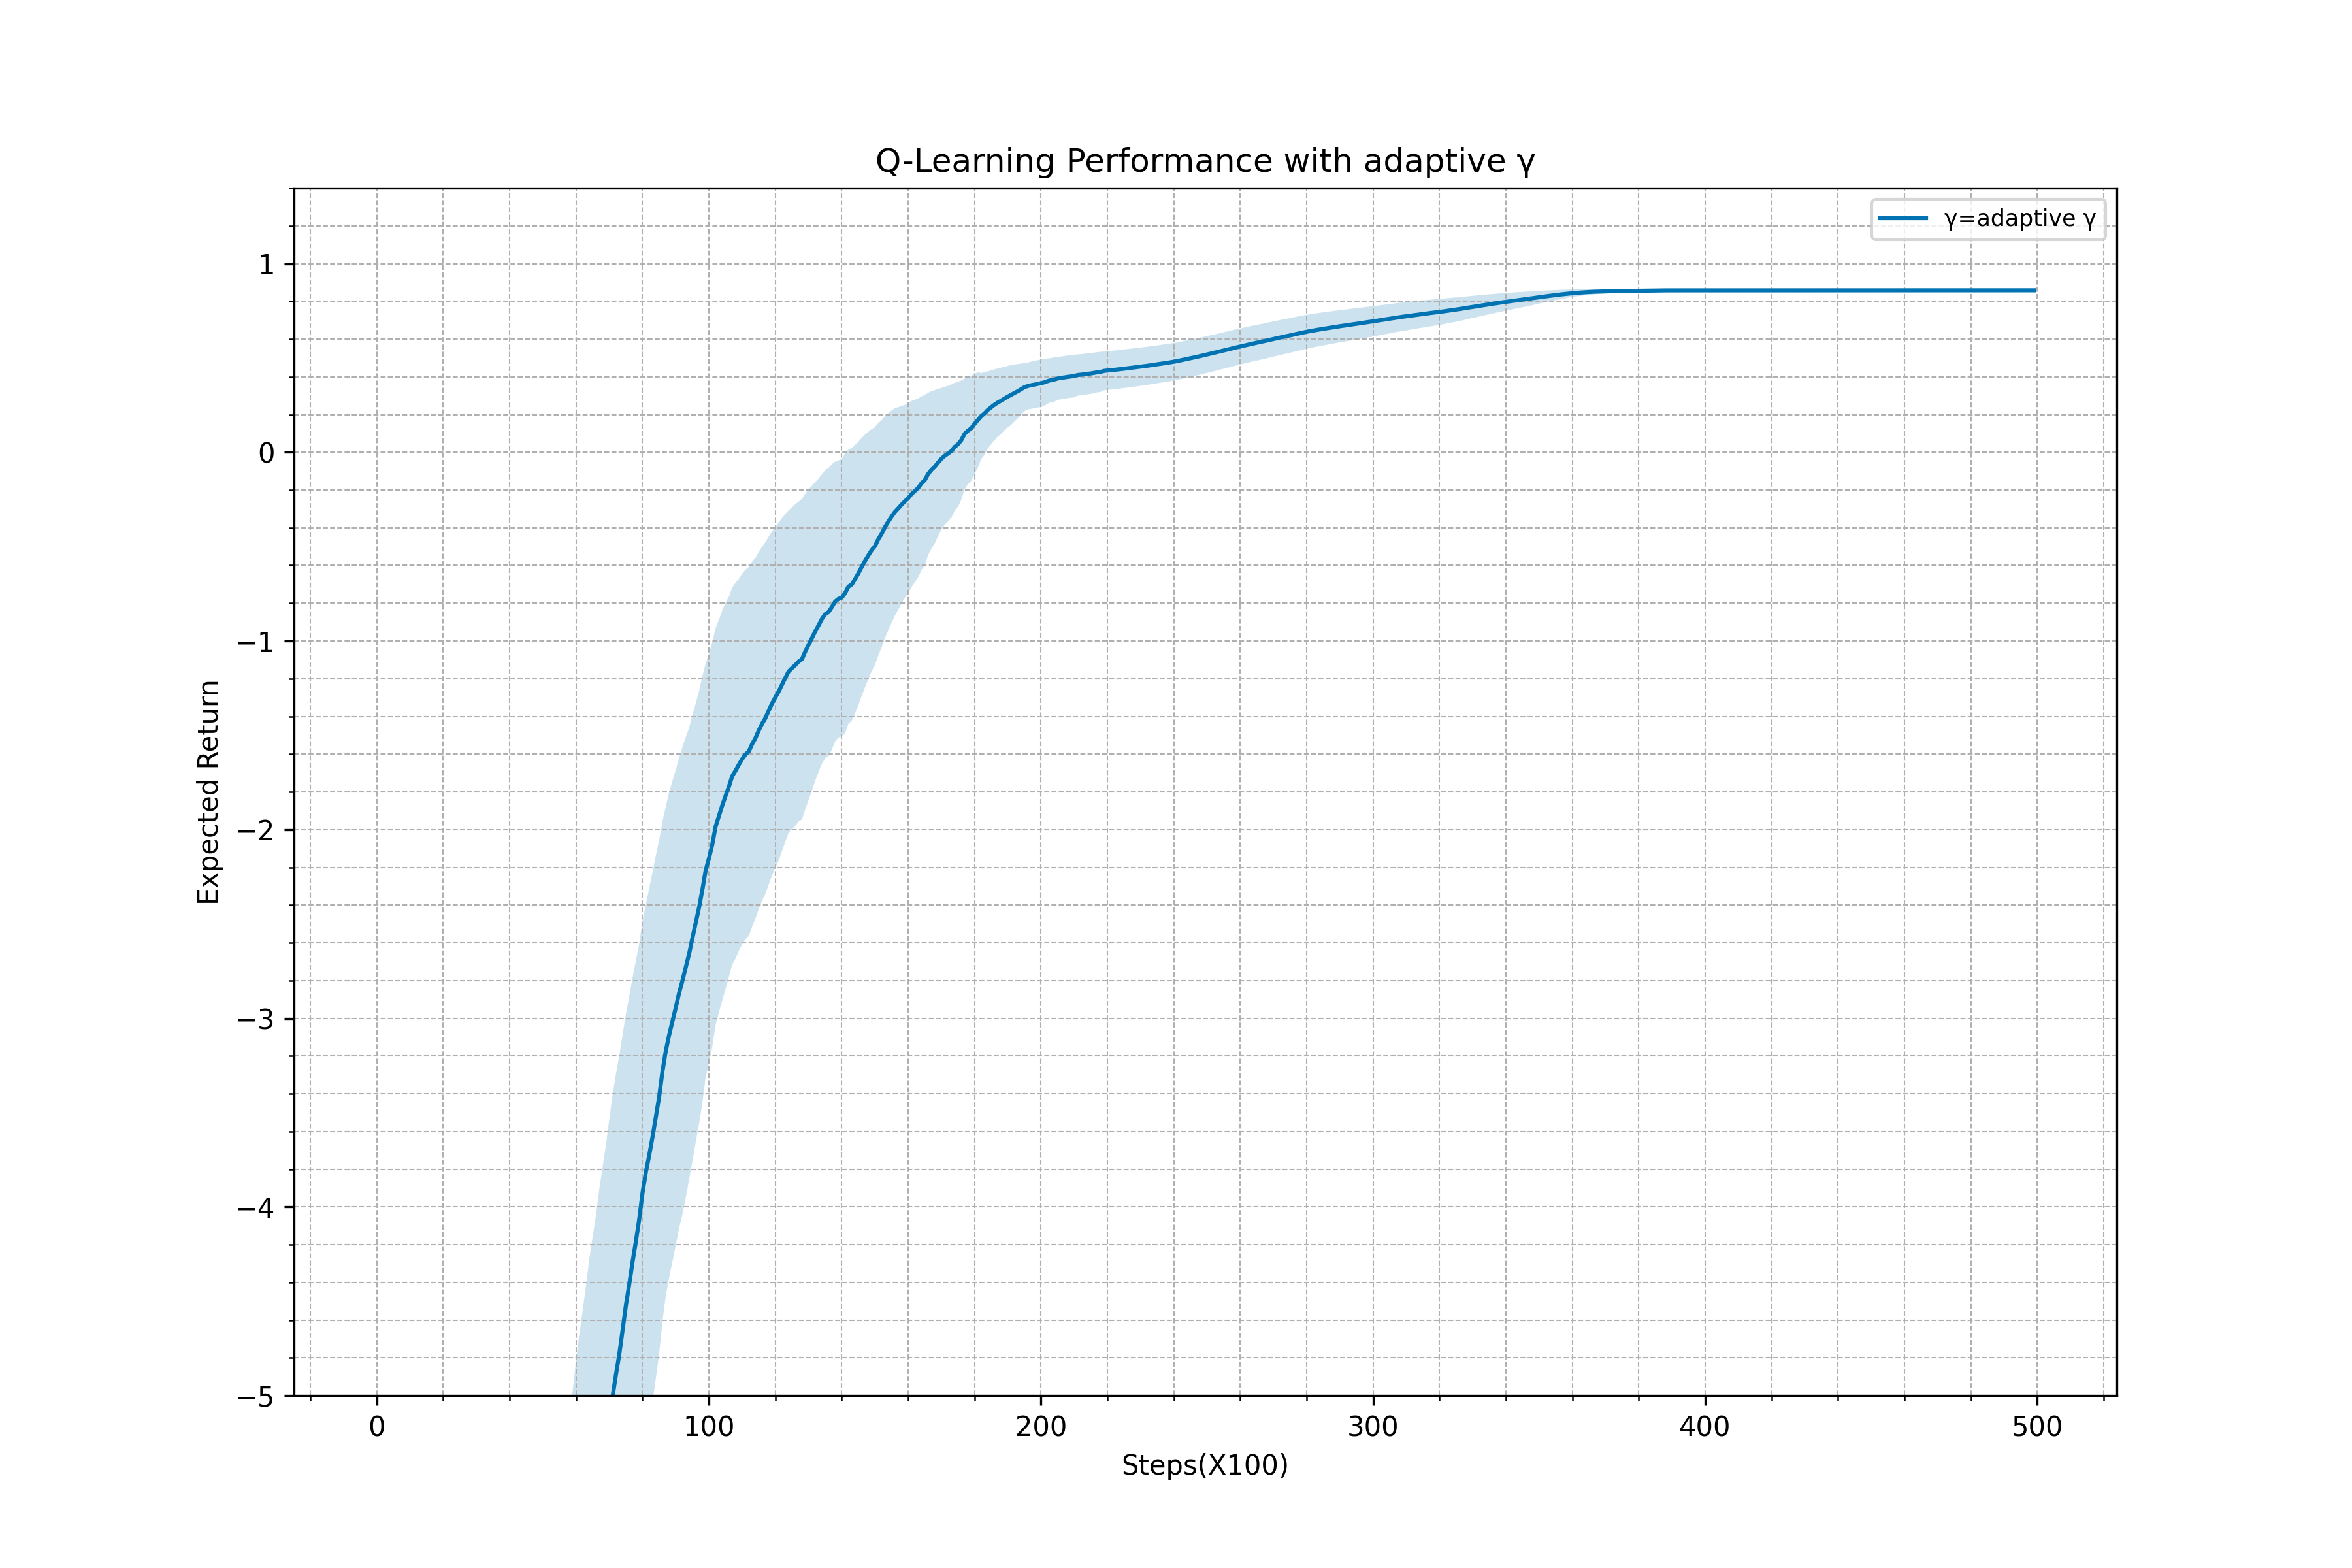 Q-Learning Performance with adaptive γ
γ=adaptive γ
1
0
−1
−2
−3
−4
−5
Expected Return
0 100 200 300 400 500
Steps(X100)